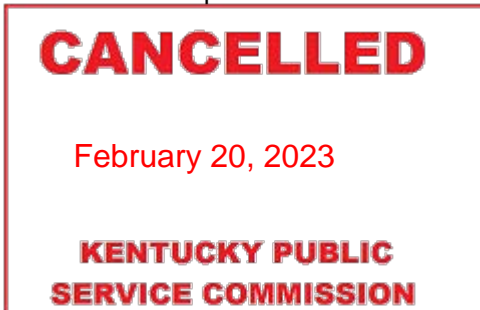 CANCELLED
February 20, 2023
KENTUCKY PUBLIC
SERVICE COMMISSION